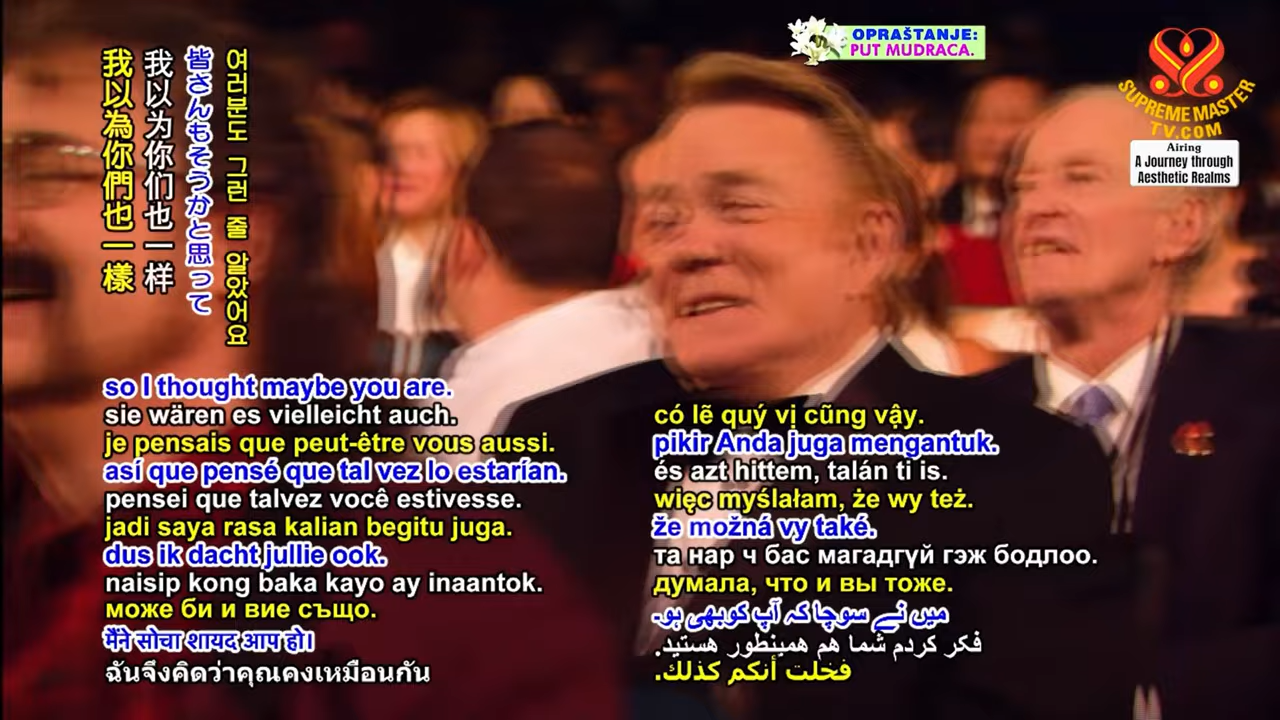 OPRAŠTANJE:
PUT MUDRACA.
SUPREME MASTER
TV.COM
Airing
A Journey through
Aesthetic Realms
여러분도 그런 줄 알았어요
皆さんもそうかと思って
我以为你们也一样
我以為你們也一樣
so I thought maybe you are.
sie wären es vielleicht auch.
je pensais que peut-être vous aussi.
así que pensé que tal vez lo estarían.
pensei que talvez você estivesse.
jadi saya rasa kalian begitu juga.
dus ik dacht jullie ook.
naisip kong baka kayo ay inaantok.
може би и вие също.
मैंने सोचा शायद आप हो।
ฉันจึงคิดว่าคุณคงเหมือนกัน
có lẽ quý vị cũng vậy.
pikir Anda juga mengantuk.
és azt hittem, talán ti is.
więc myślałam, że wy też.
že možná vy také.
та нар ч бас магадгүй гэж бодлоо.
думала, что и вы тоже.
میں نے سوچا کہ آپ کوبھی ہو۔
فکر کردم شما هم همینطور هستید.
فخلت أنكم كذلك.